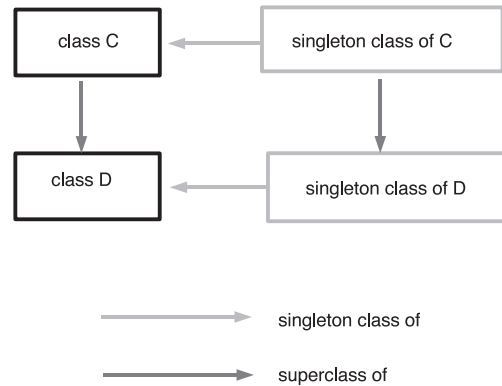 class C
singleton class of C
class D
singleton class of D
singleton class of
superclass of